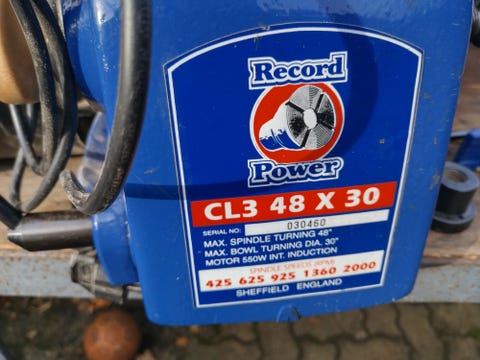 Record
Power
CL3 48 X 30
SERIAL NO: 030460
MAX. SPINDLE TURNING 48"
MAX. BOWL TURNING DIA. 30"
MOTOR 550W INT. INDUCTION
SPINDLE SPEEDS (RPM)
425 625 925 1360 2000
SHEFFIELD ENGLAND